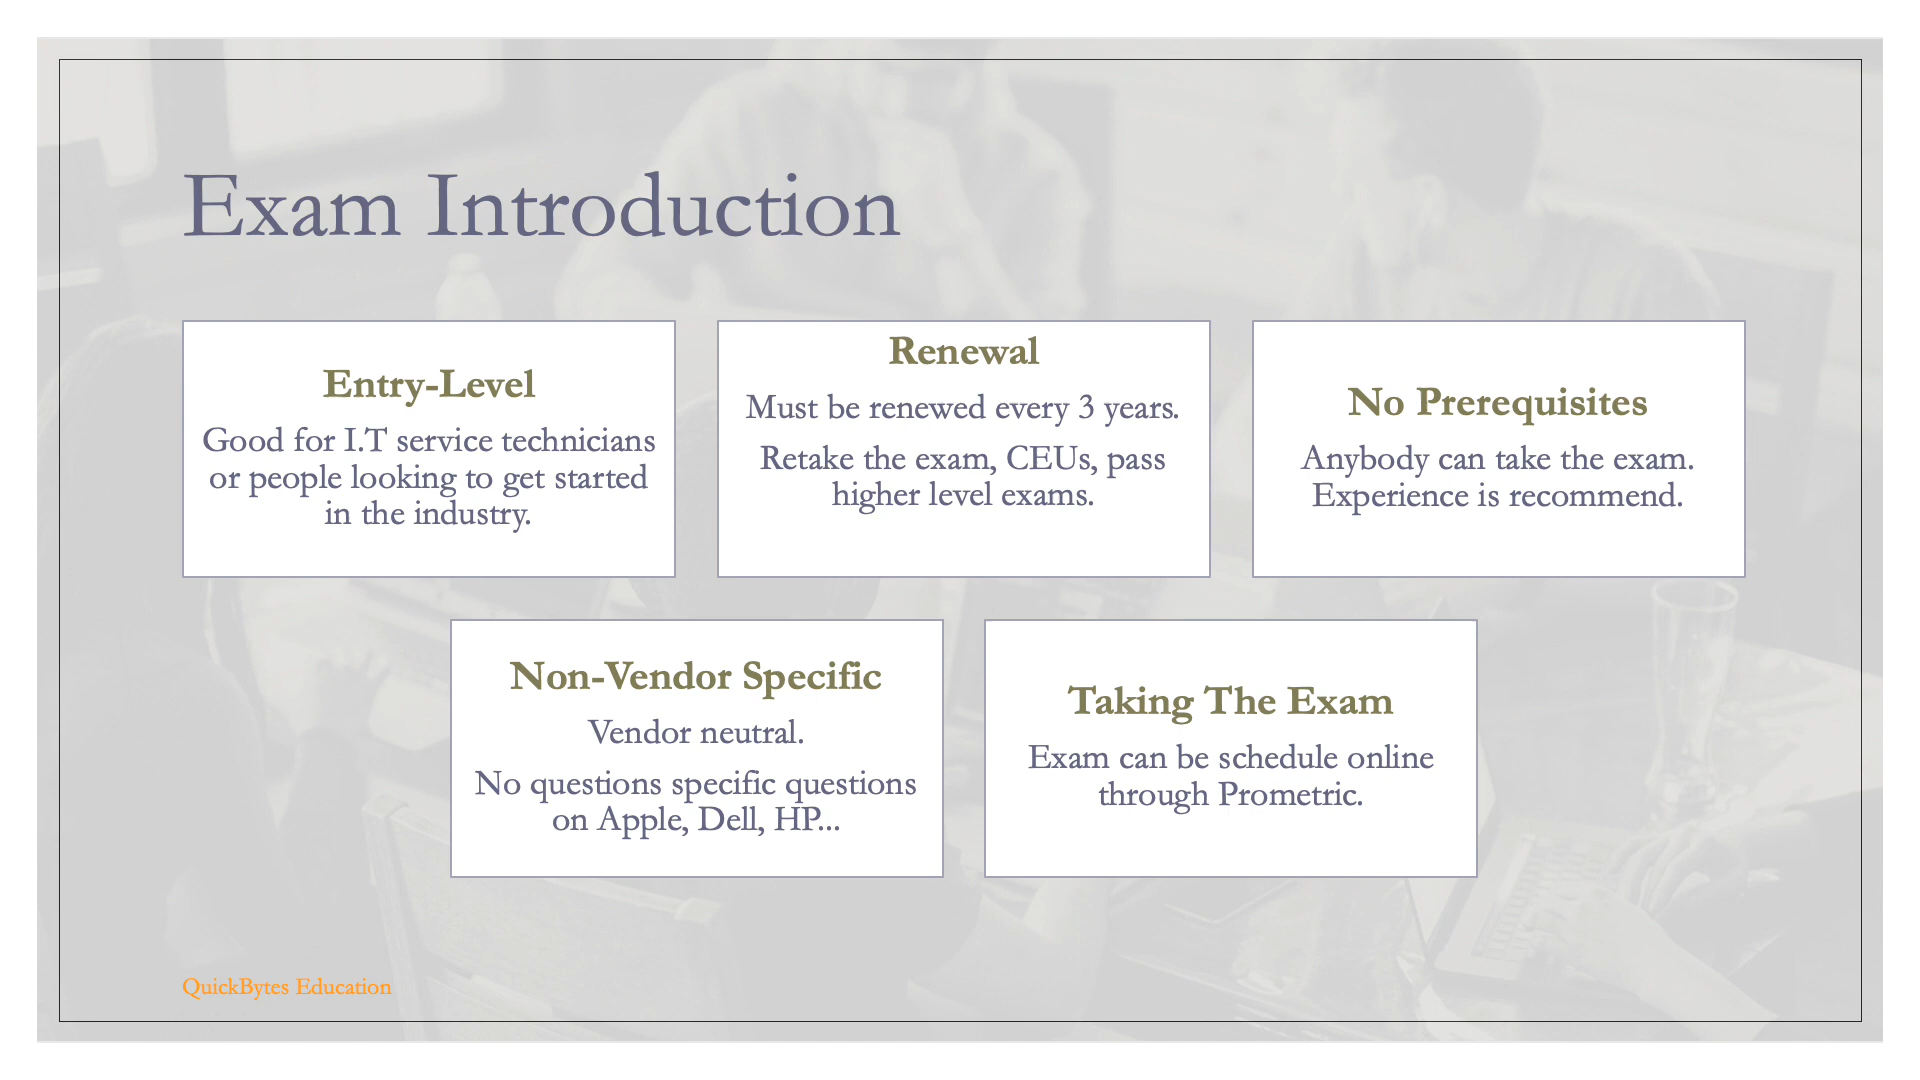 Exam Introduction
Entry-Level
Good for I.T service technicians
or people looking to get started
in the industry.
Renewal
Must be renewed every 3 years.
Retake the exam, CEUs, pass
higher level exams.
No Prerequisites
Anybody can take the exam.
Experience is recommend.
Non-Vendor Specific
Vendor neutral.
No questions specific questions
on Apple, Dell, HP...
Taking The Exam
Exam can be schedule online
through Prometric.
QuickBytes Education